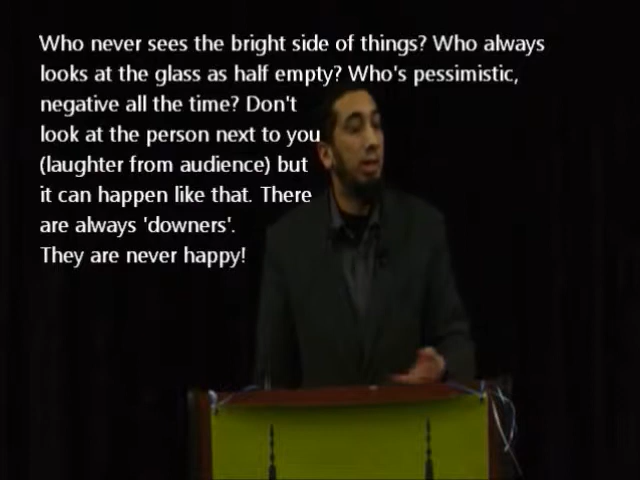 Who never sees the bright side of things? Who always
looks at the glass as half empty? Who's pessimistic,
negative all the time? Don't
look at the person next to you
(laughter from audience) but
it can happen like that. There
are always 'downers'.
They are never happy!